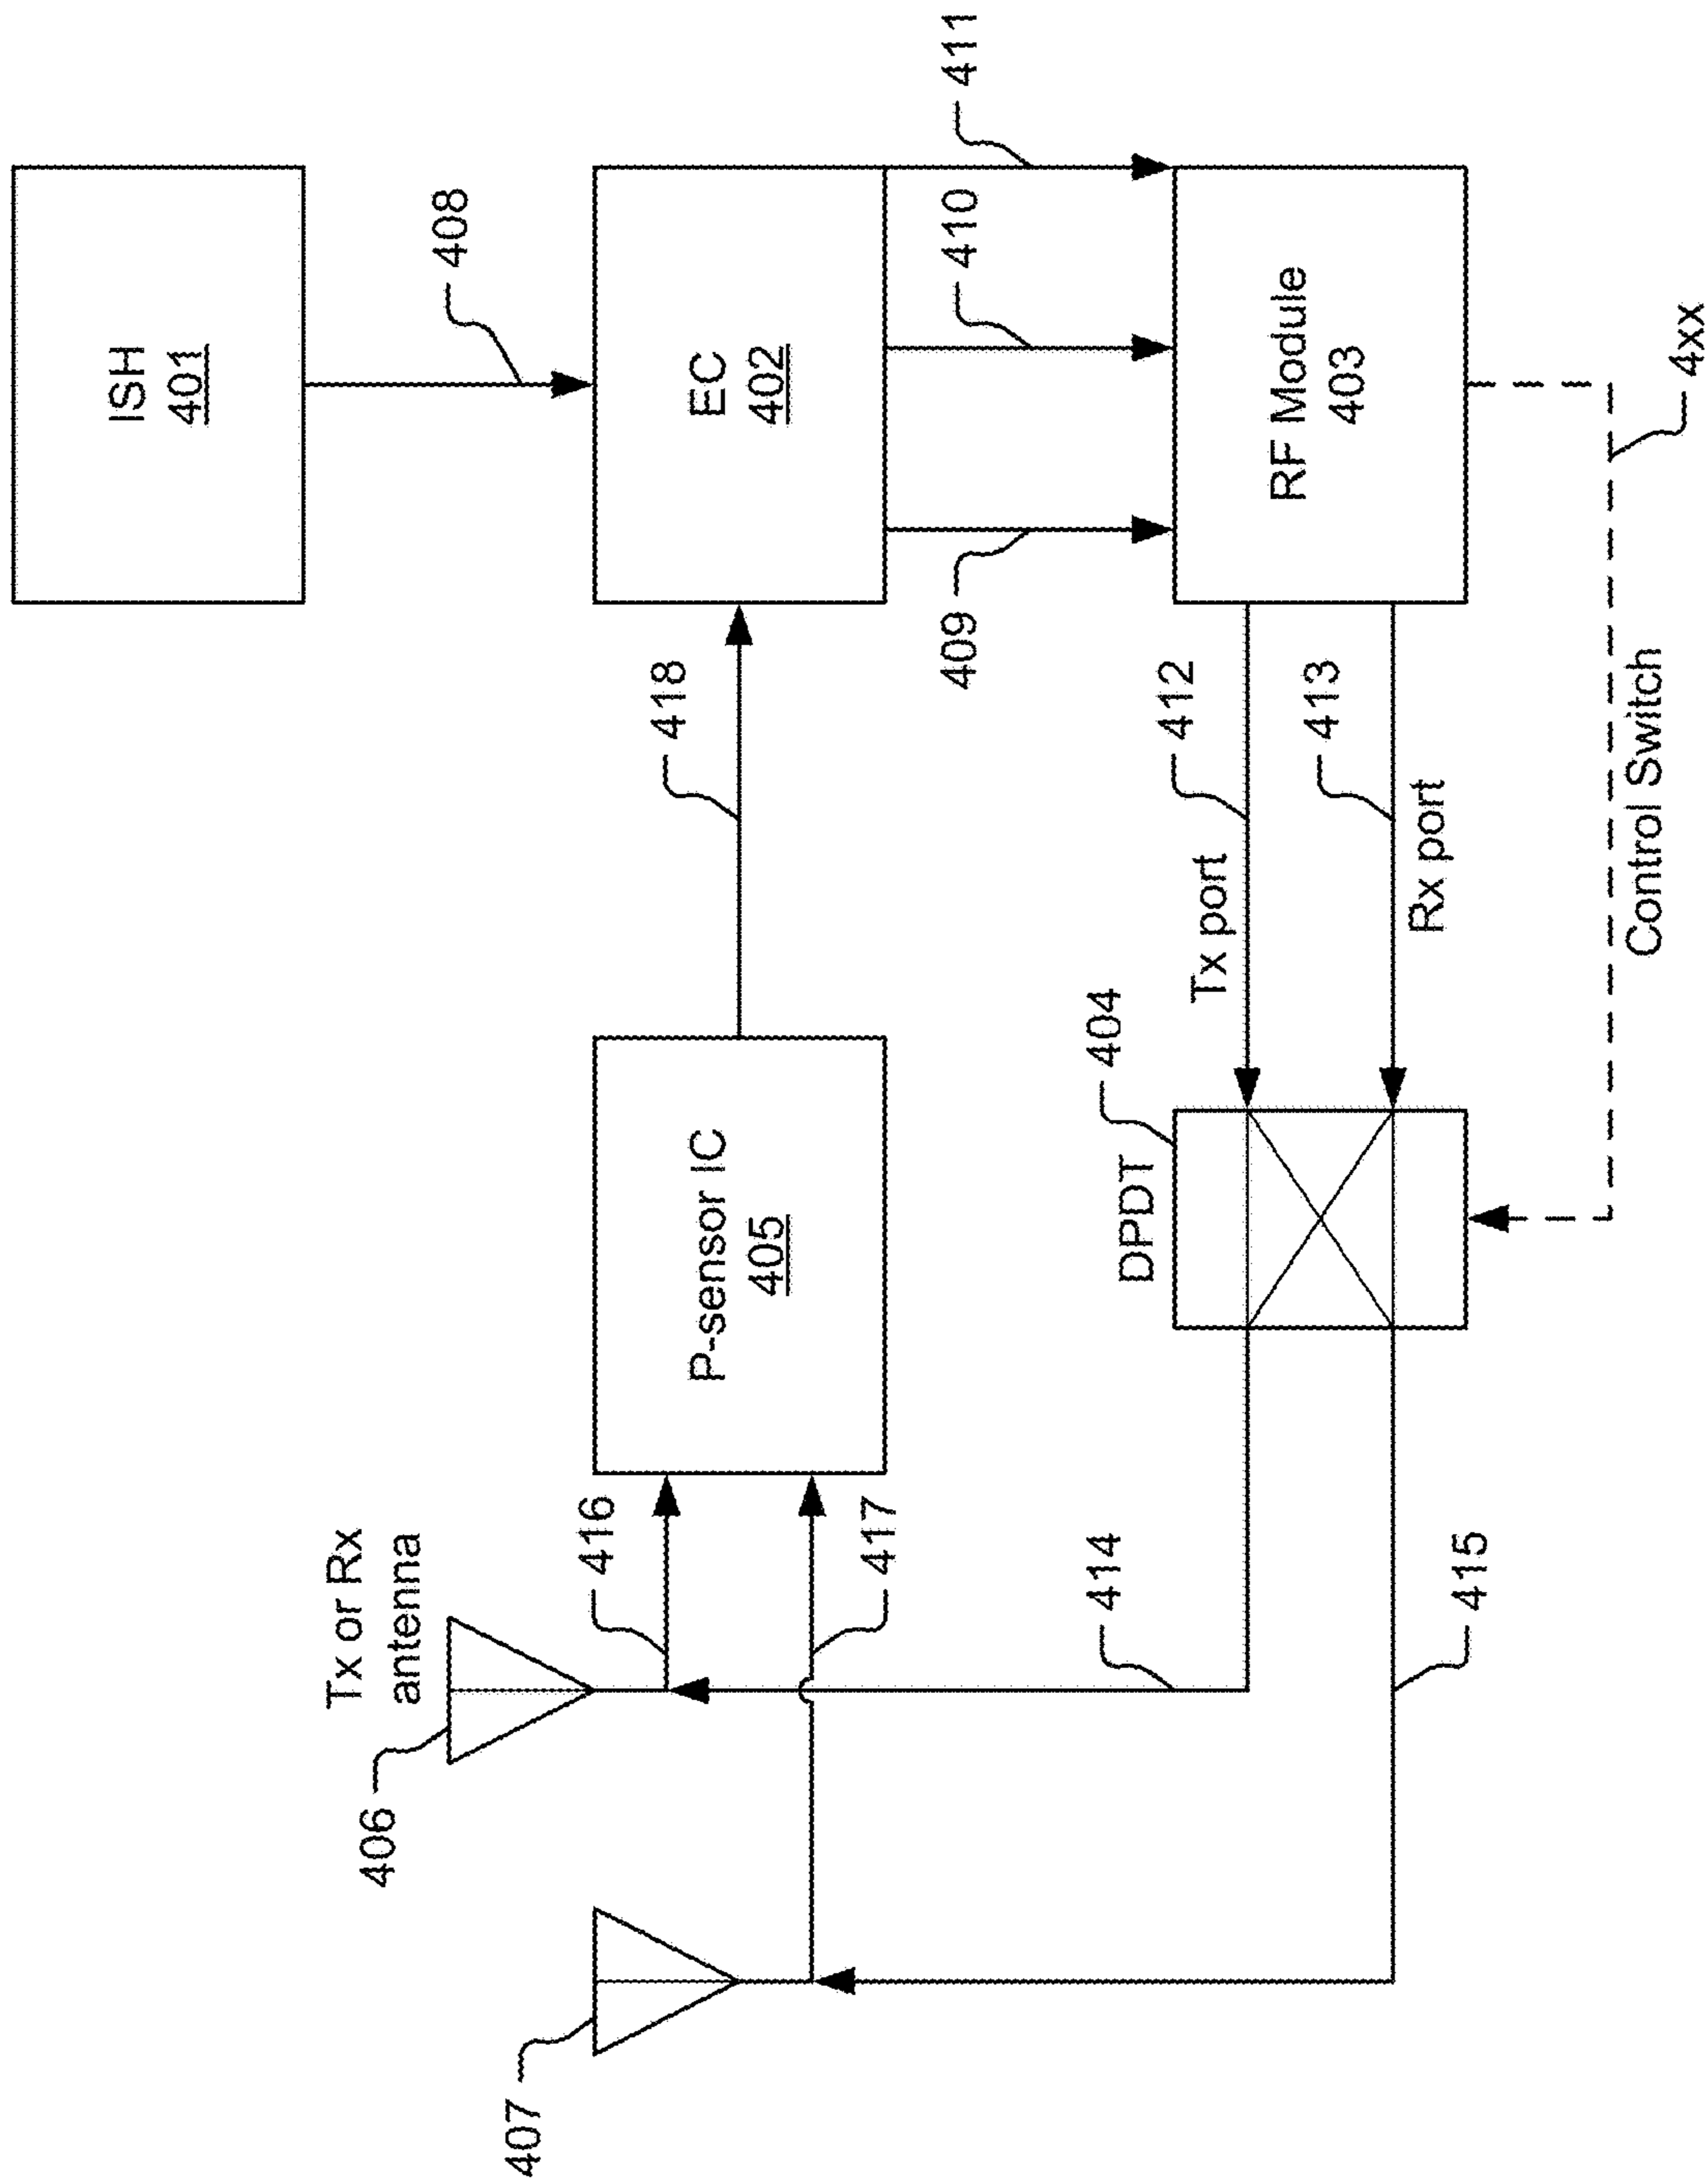 Tx or Rx
antenna
406
407
416
417
P-sensor IC
405
418
ISH
401
408
EC
402
409
410
411
RF Module
403
412
Tx port
413
Rx port
404
DPDT
414
415
Control Switch
4xx